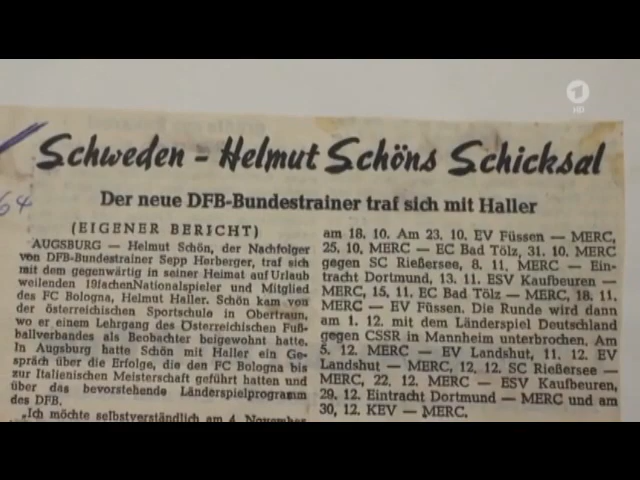 Schweden - Helmut Schöns Schicksal
64
Der neue DFB-Bundestrainer traf sich mit Haller
(EIGENER BERICHT)
AUGSBURG — Helmut Schön, der Nachfolger
von DFB-Bundestrainer Sepp Herberger, traf sich
mit dem gegenwärtig in seiner Heimat auf Urlaub
weilenden 19fachenNationalspieler und Mitglied
des FC Bologna, Helmut Haller. Schön kam von
der österreichischen Sportschule in Obertraun,
wo er einem Lehrgang des Österreichischen Fuß-
ballverbandes als Beobachter beigewohnt hatte.
In Augsburg hatte Schön mit Haller ein Ge-
spräch über die Erfolge, die den FC Bologna bis
zur Italienischen Meisterschaft geführt hatten und
über das bevorstehende Länderspielprogramm
des DFB.
„Ich möchte selbstverständlich am 4. November
am 18. 10. Am 23. 10. EV Füssen — MERC,
25. 10. MERC — EC Bad Tölz, 31. 10. MERC
gegen SC Rießersee, 8. 11. MERC — Ein-
tracht Dortmund, 13. 11. ESV Kaufbeuren —
MERC, 15. 11. EC Bad Tölz — MERC, 18. 11.
MERC — EV Füssen. Die Runde wird dann
am 1. 12. mit dem Länderspiel Deutschland
gegen CSSR in Mannheim unterbrochen. Am
5. 12. MERC — EV Landshut, 11. 12. EV
Landshut — MERC, 12. 12. SC Rießersee —
MERC, 22. 12. MERC — ESV Kaufbeuren,
29. 12. Eintracht Dortmund — MERC und am
30. 12. KEV — MERC.
1
HD